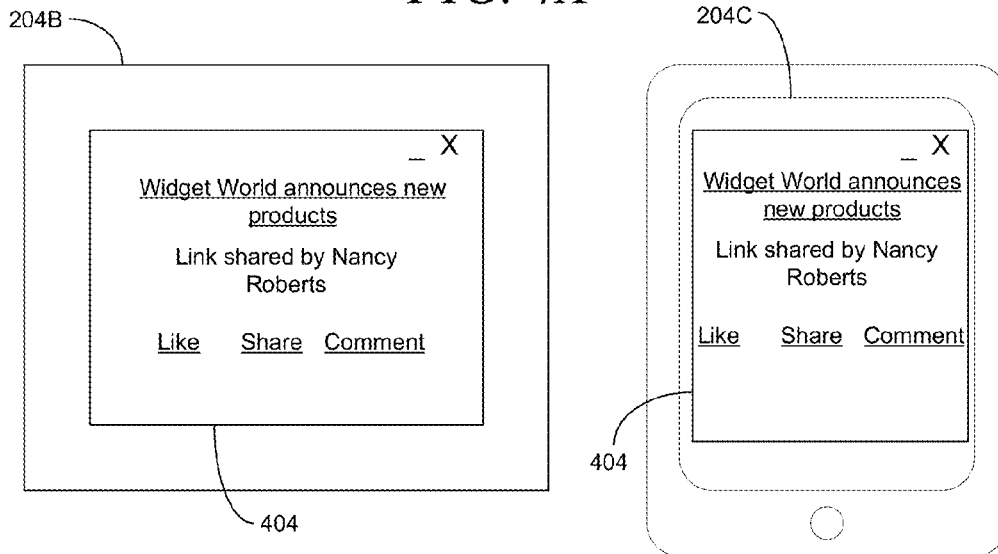 204B
204C
_ X
Widget World announces new
products
Link shared by Nancy
Roberts
Like Share Comment
404
_ X
Widget World announces
new products
Link shared by Nancy
Roberts
Like Share Comment
404